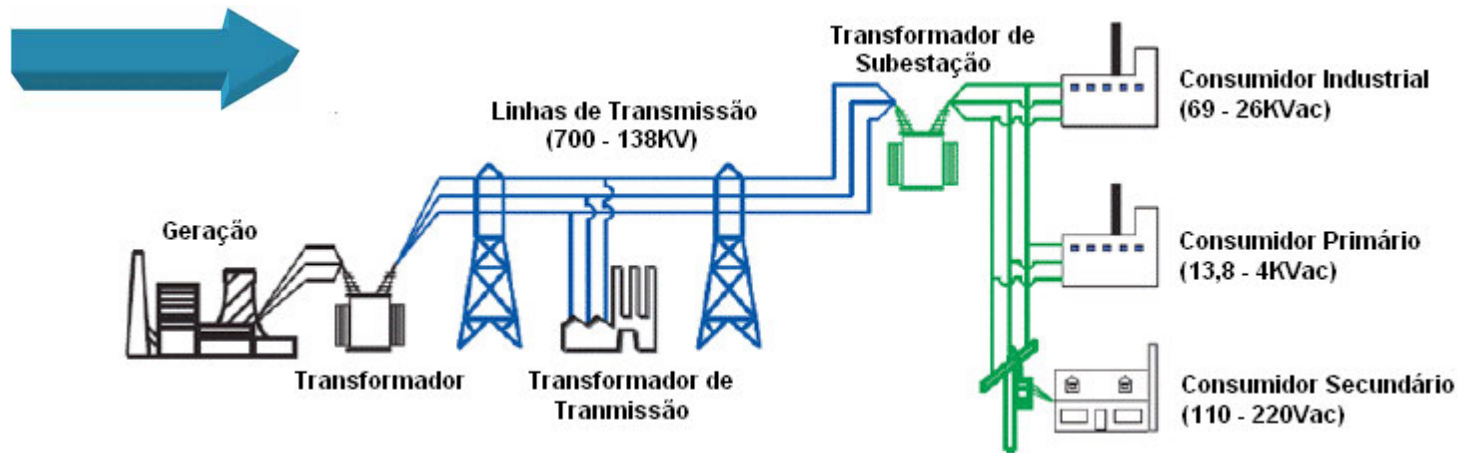 Geração
Transformador
Linhas de Transmissão
(700 - 138KV)
Transformador de
Tranmissão
Transformador de
Subestação
Consumidor Industrial
(69 - 26KVac)
Consumidor Primário
(13,8 - 4KVac)
Consumidor Secundário
(110 - 220Vac)